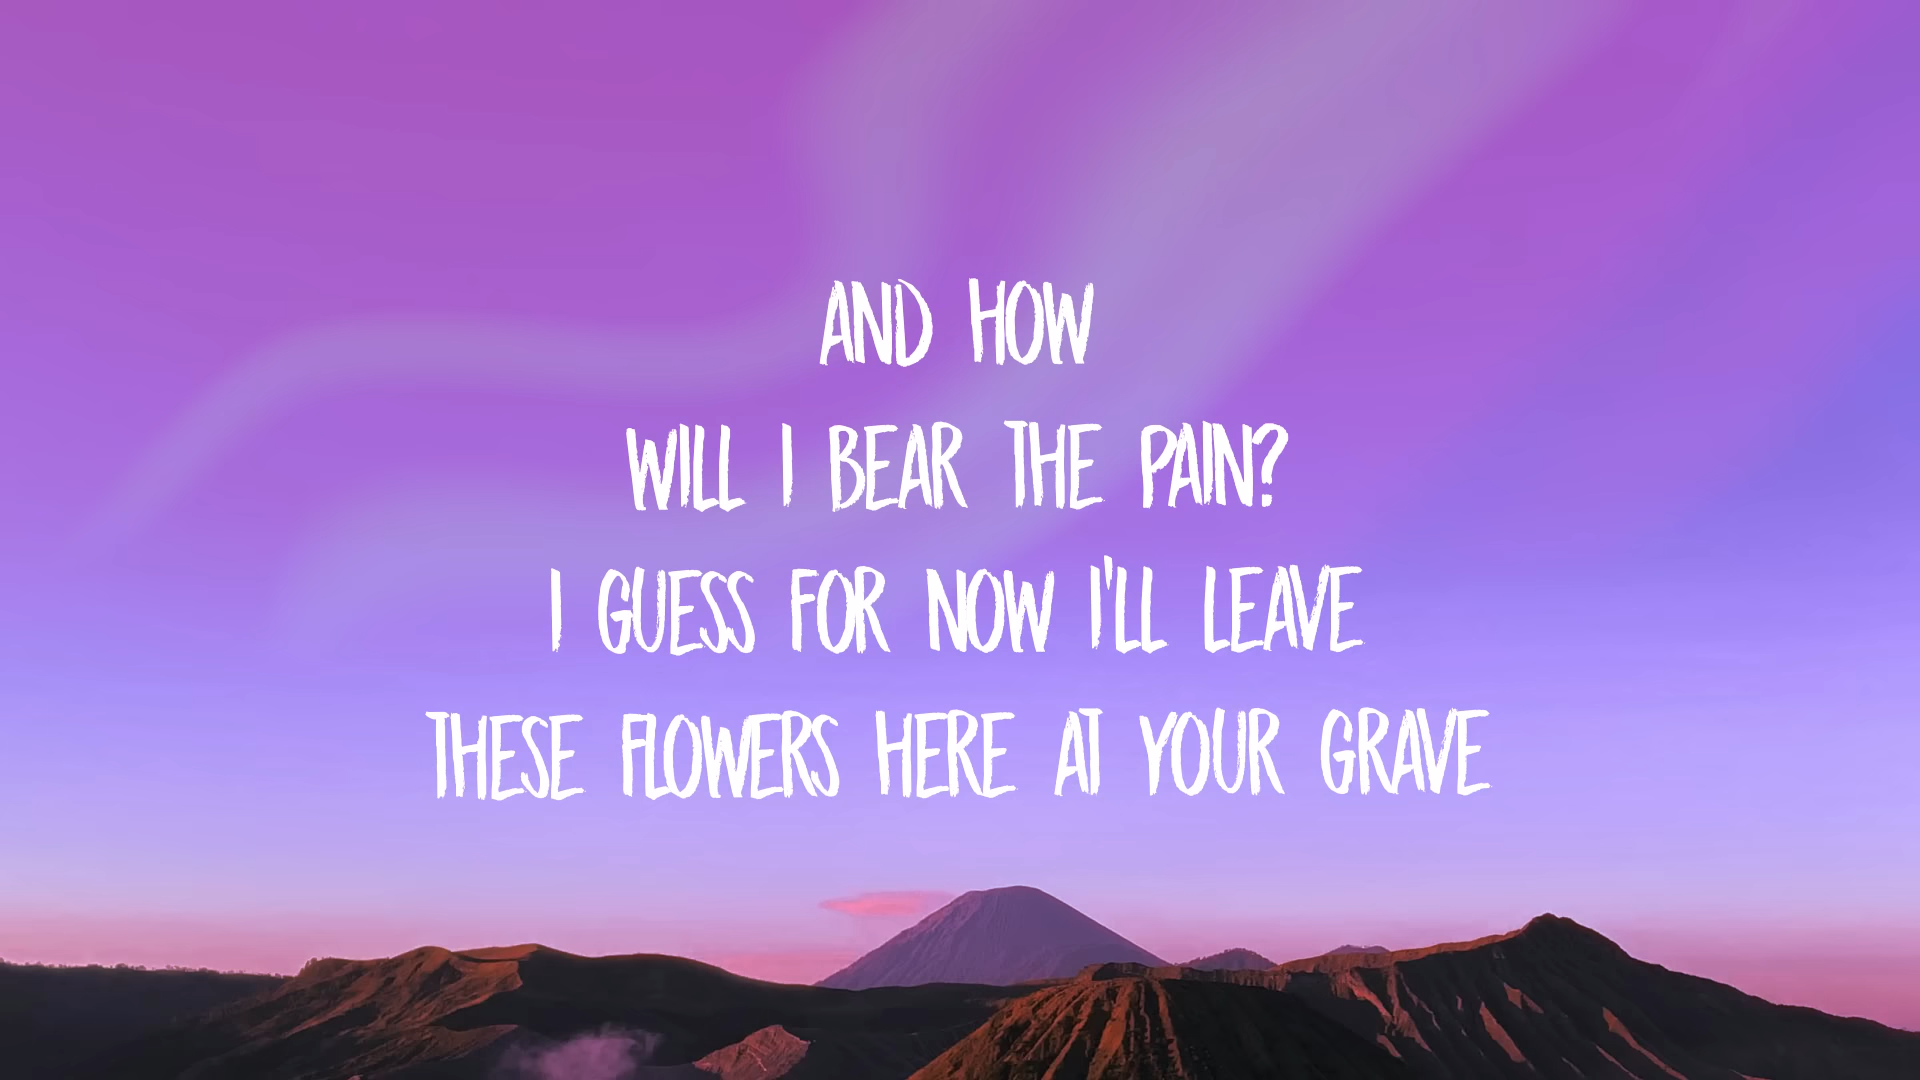 AND HOW
WILL I BEAR THE PAIN?
I GUESS FOR NOW I'LL LEAVE
THESE FLOWERS HERE AT YOUR GRAVE